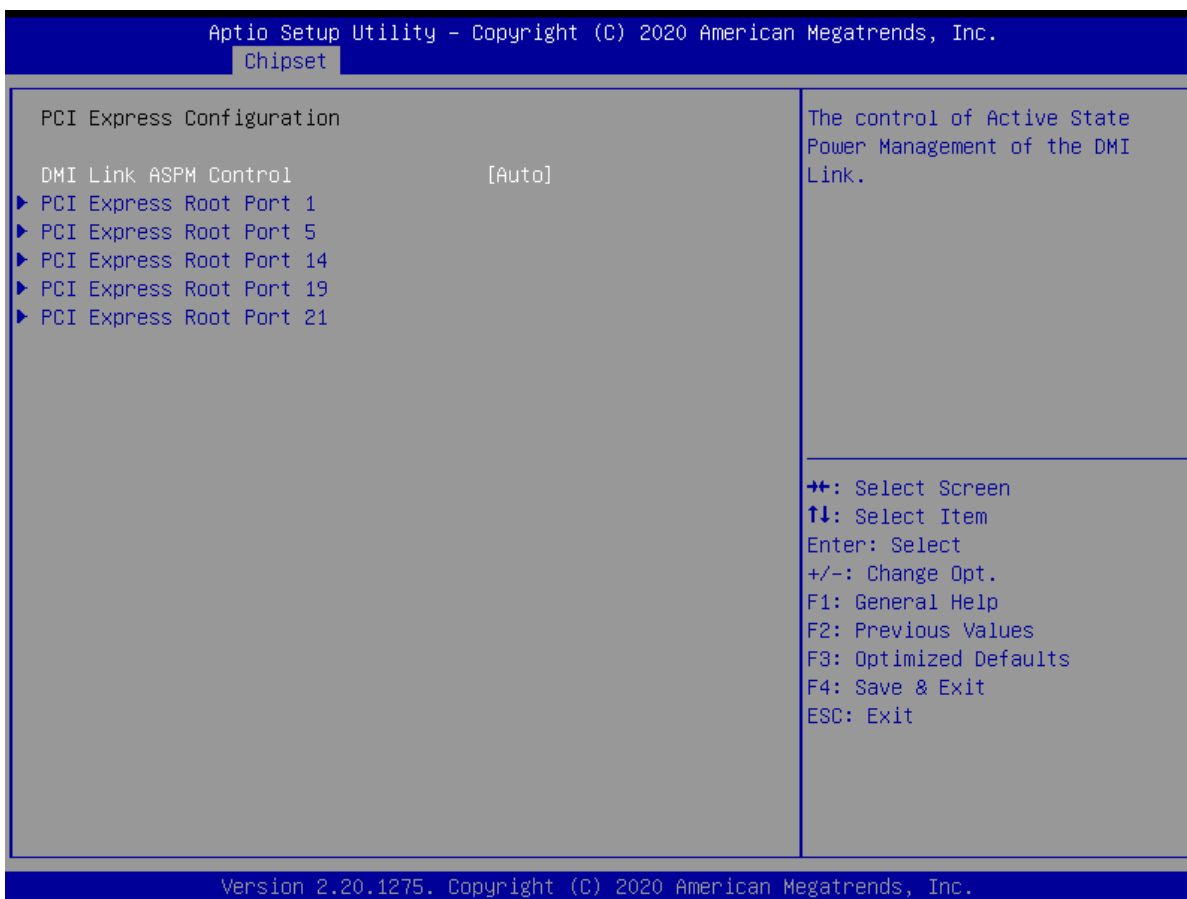 Aptio Setup Utility – Copyright (C) 2020 American Megatrends, Inc.
Chipset
PCI Express Configuration
DMI Link ASPM Control [Auto]
▶ PCI Express Root Port 1
▶ PCI Express Root Port 5
▶ PCI Express Root Port 14
▶ PCI Express Root Port 19
▶ PCI Express Root Port 21
The control of Active State
Power Management of the DMI
Link.
→←: Select Screen
↑↓: Select Item
Enter: Select
+/-: Change Opt.
F1: General Help
F2: Previous Values
F3: Optimized Defaults
F4: Save & Exit
ESC: Exit
Version 2.20.1275. Copyright (C) 2020 American Megatrends, Inc.